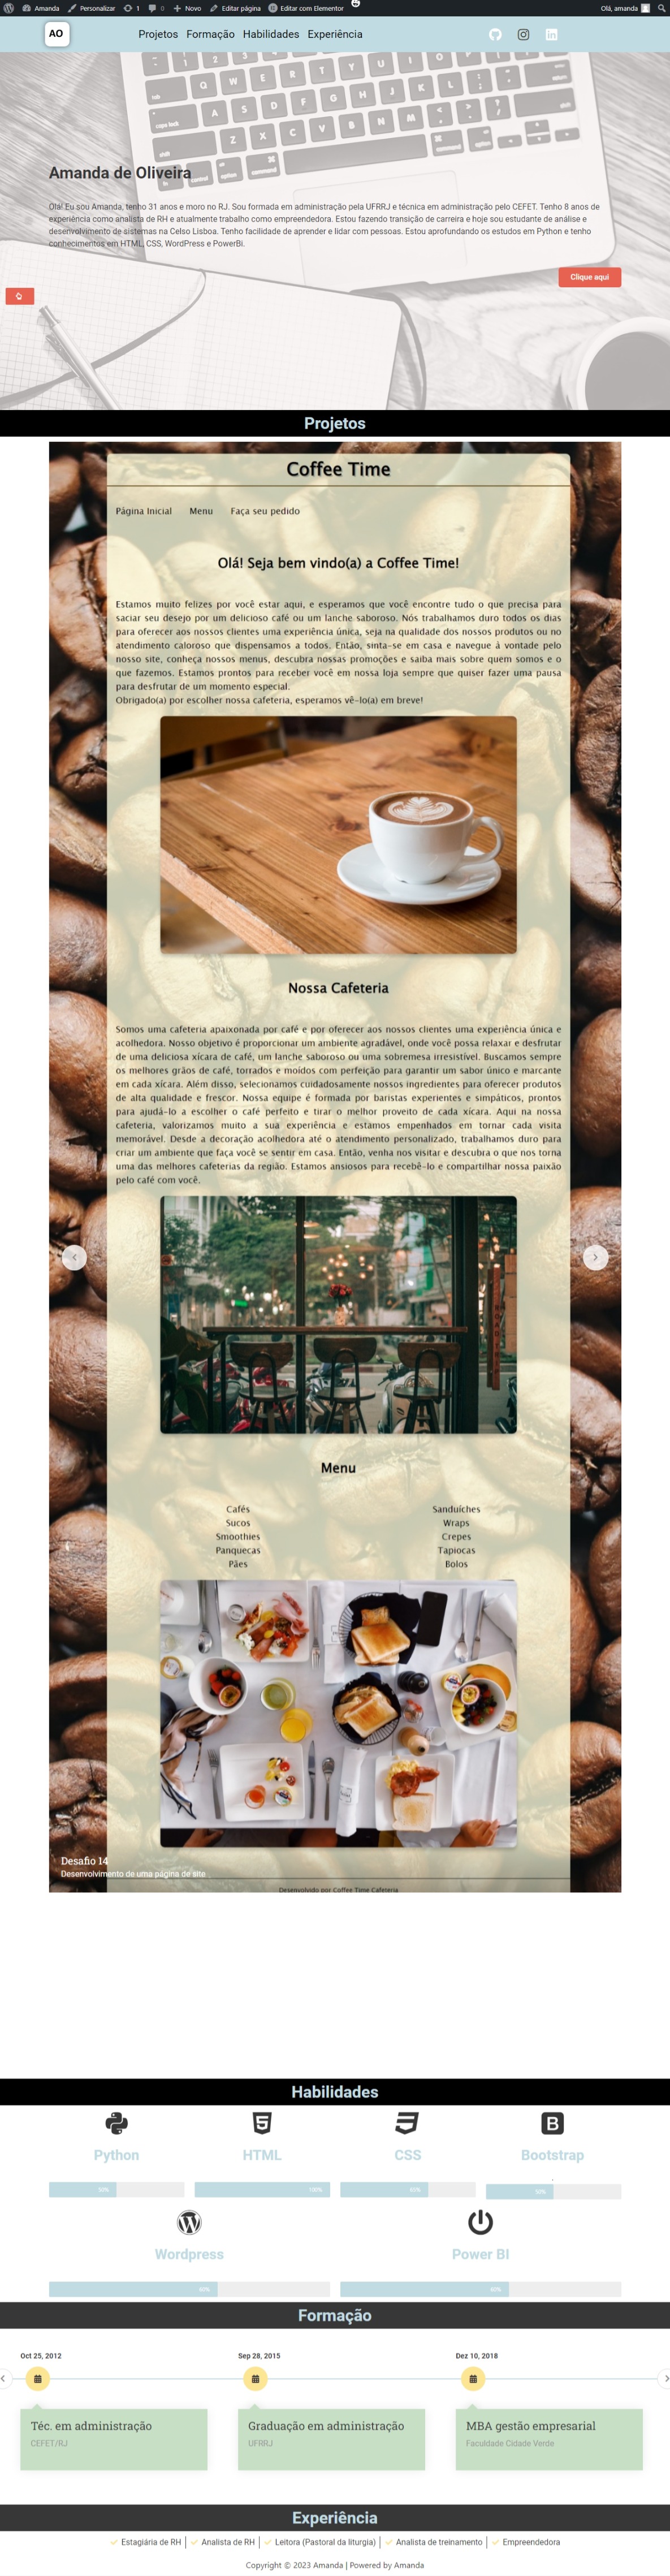 Amanda Personalizar 1 0 Novo Editar página Editar com Elementor Olá, amanda
AO Projetos Formação Habilidades Experiência
Amanda de Oliveira
Olá! Eu sou Amanda, tenho 31 anos e moro no RJ. Sou formada em administração pela UFRRJ e técnica em administração pelo CEFET. Tenho 8 anos de
experiência como analista de RH e atualmente trabalho como empreendedora. Estou fazendo transição de carreira e hoje sou estudante de análise e
desenvolvimento de sistemas na Celso Lisboa. Tenho facilidade de aprender e lidar com pessoas. Estou aprofundando os estudos em Python e tenho
conhecimentos em HTML, CSS, WordPress e PowerBi.
Clique aqui
Projetos
Coffee Time
Página Inicial Menu Faça seu pedido
Olá! Seja bem vindo(a) a Coffee Time!
Estamos muito felizes por você estar aqui, e esperamos que você encontre tudo o que precisa para
saciar seu desejo por um delicioso café ou um lanche saboroso. Nós trabalhamos duro todos os dias
para oferecer aos nossos clientes uma experiência única, seja na qualidade dos nossos produtos ou no
atendimento caloroso que dispensamos a todos. Então, sinta-se em casa e navegue à vontade pelo
nosso site, conheça nossos menus, descubra nossas promoções e saiba mais sobre quem somos e o
que fazemos. Estamos prontos para receber você em nossa loja sempre que quiser fazer uma pausa
para desfrutar de um momento especial.
Obrigado(a) por escolher nossa cafeteria, esperamos vê-lo(a) em breve!
Nossa Cafeteria
Somos uma cafeteria apaixonada por café e por oferecer aos nossos clientes uma experiência única e
acolhedora. Nosso objetivo é proporcionar um ambiente agradável, onde você possa relaxar e desfrutar
de uma deliciosa xícara de café, um lanche saboroso ou uma sobremesa irresistível. Buscamos sempre
os melhores grãos de café, torrados e moídos com perfeição para garantir um sabor único e marcante
em cada xícara. Além disso, selecionamos cuidadosamente nossos ingredientes para oferecer produtos
de alta qualidade e frescor. Nossa equipe é formada por baristas experientes e simpáticos, prontos
para ajudá-lo a escolher o café perfeito e tirar o melhor proveito de cada xícara. Aqui na nossa
cafeteria, valorizamos muito a sua experiência e estamos empenhados em tornar cada visita
memorável. Desde a decoração acolhedora até o atendimento personalizado, trabalhamos duro para
criar um ambiente que faça você se sentir em casa. Então, venha nos visitar e descubra o que nos torna
uma das melhores cafeterias da região. Estamos ansiosos para recebê-lo e compartilhar nossa paixão
pelo café com você.
Menu
Cafés Sanduíches
Sucos Wraps
Smoothies Crepes
Panquecas Tapiocas
Pães Bolos
Desafio 14
Desenvolvimento de uma página de site
Desenvolvido por Coffee Time Cafeteria
Habilidades
Python HTML CSS Bootstrap
50% 100% 65% 50%
Wordpress Power BI
60% 60%
Formação
Oct 25, 2012 Sep 28, 2015 Dez 10, 2018
Téc. em administração Graduação em administração MBA gestão empresarial
CEFET/RJ UFRRJ Faculdade Cidade Verde
Experiência
Estagiária de RH Analista de RH Leitora (Pastoral da liturgia) Analista de treinamento Empreendedora
Copyright © 2023 Amanda | Powered by Amanda